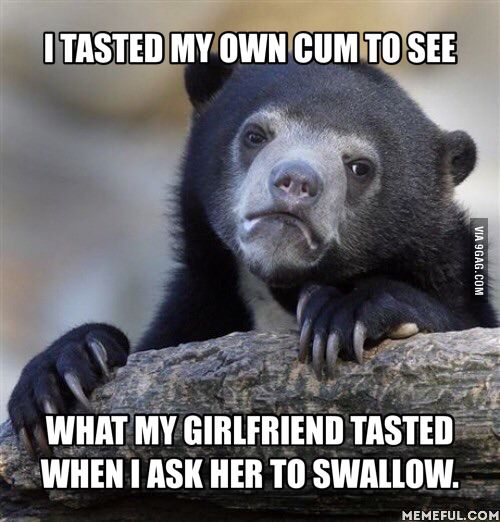 I TASTED MY OWN CUM TO SEE
VIA 9GAG.COM
WHAT MY GIRLFRIEND TASTED
WHEN I ASK HER TO SWALLOW.
MEMEFUL.COM